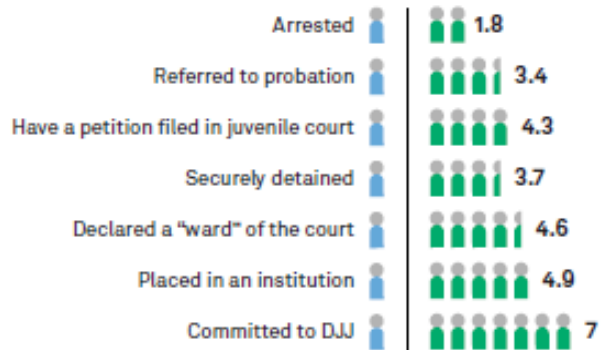 Arrested 1.8
Referred to probation 3.4
Have a petition filed in juvenile court 4.3
Securely detained 3.7
Declared a "ward" of the court 4.6
Placed in an institution 4.9
Committed to DJJ 7